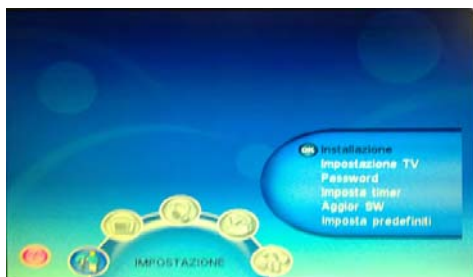 OK Installazione
Impostazione TV
Password
Imposta timer
Aggior SW
Imposta predefiniti
IMPOSTAZIONE